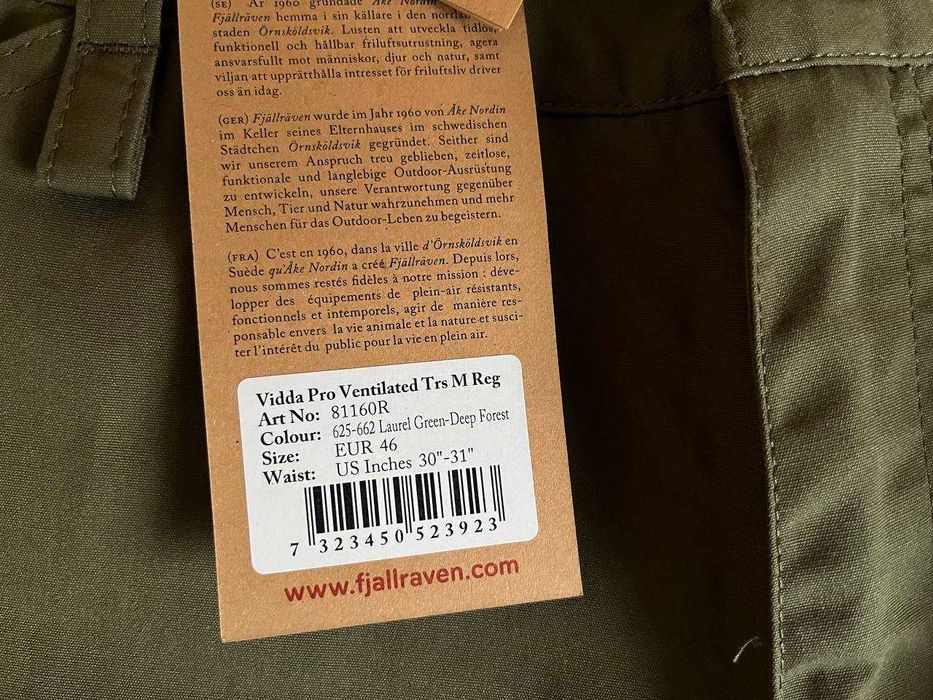 (SE) År 1960 grundade Åke Nordin
Fjällräven hemma i sin källare i den norrländska
staden Örnsköldsvik. Lusten att utveckla tidlös,
funktionell och hållbar friluftsutrustning, agera
ansvarsfullt mot människor, djur och natur, samt
viljan att upprätthålla intresset för friluftsliv driver
oss än idag.
(GER) Fjällräven wurde im Jahr 1960 von Åke Nordin
im Keller seines Elternhauses im schwedischen
Städtchen Örnsköldsvik gegründet. Seither sind
wir unserem Anspruch treu geblieben, zeitlose,
funktionale und langlebige Outdoor-Ausrüstung
zu entwickeln, unsere Verantwortung gegenüber
Mensch, Tier und Natur wahrzunehmen und mehr
Menschen für das Outdoor-Leben zu begeistern.
(FRA) C'est en 1960, dans la ville d'Örnsköldsvik en
Suède qu'Åke Nordin a créé Fjällräven. Depuis lors,
nous sommes restés fidèles à notre mission : déve-
lopper des équipements de plein-air résistants,
fonctionnels et intemporels, agir de manière res-
ponsable envers la vie animale et la nature et susci-
ter l'intérêt du public pour la vie en plein air.
Vidda Pro Ventilated Trs M Reg
Art No: 81160R
Colour: 625-662 Laurel Green-Deep Forest
Size: EUR 46
Waist: US Inches 30"-31"
7 323450 523923
www.fjallraven.com